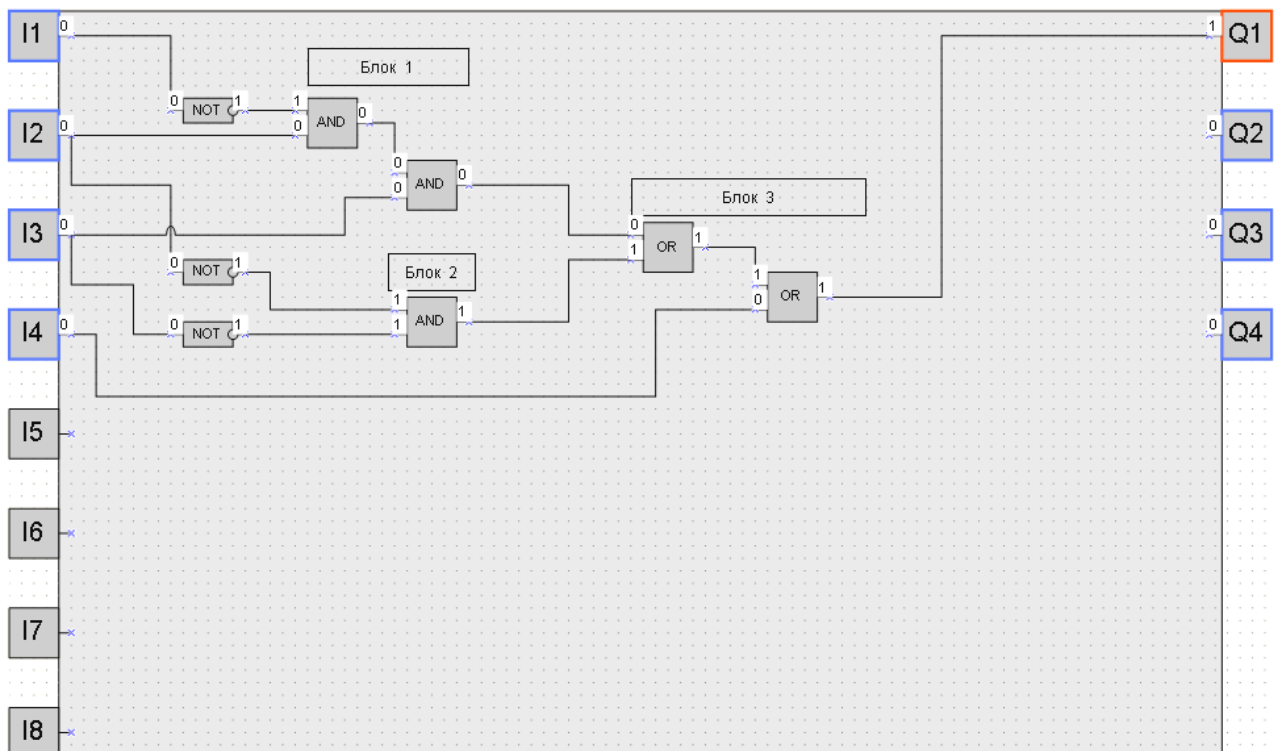 I1 0 1 Q1
Блок 1
0 NOT 1 1 AND 0
I2 0 0 0 Q2
0 AND 0
0
Блок 3
I3 0 0 OR 1 0 Q3
1
0 NOT 1 Блок 2 1 OR 1
0
1 AND 1
I4 0 0 NOT 1 1 0 Q4
I5
I6
I7
I8